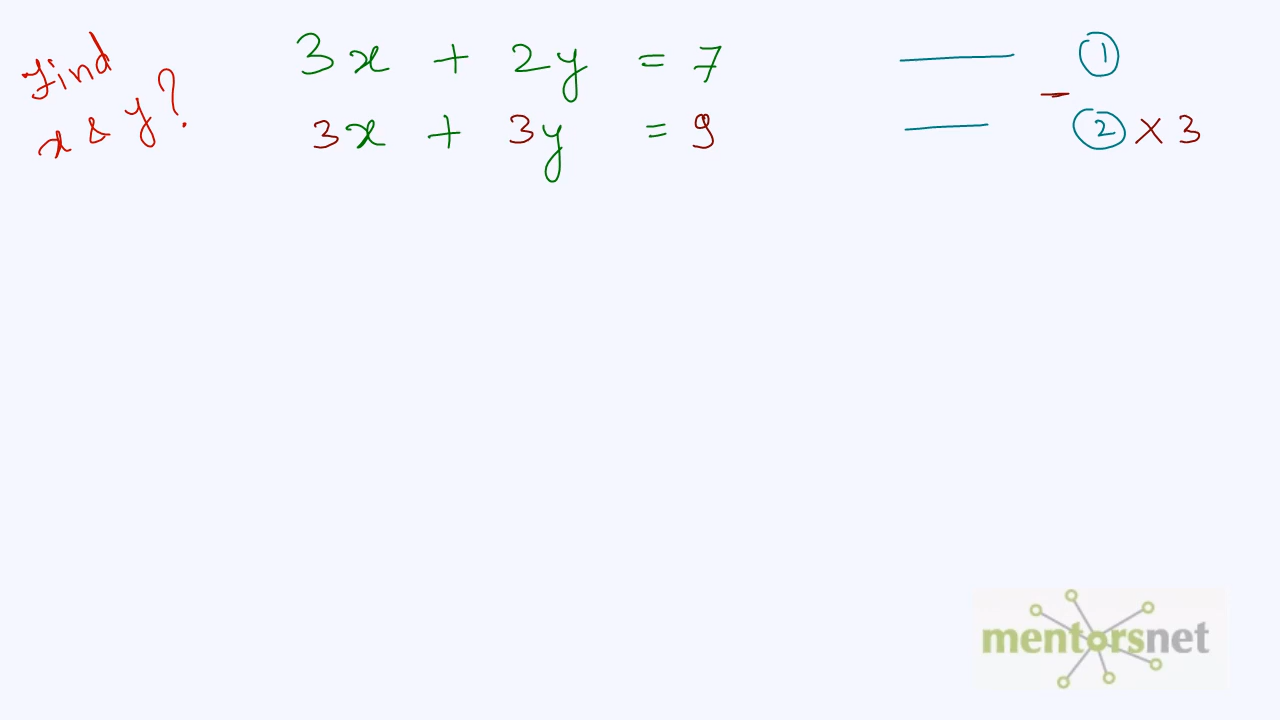 find
x & y?
3x + 2y = 7 —— ①
–
3x + 3y = 9 —— ② × 3
mentorsnet